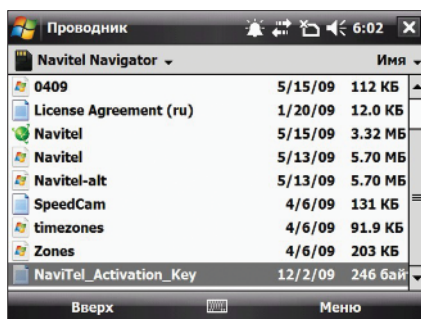 Проводник 6:02
Navitel Navigator Имя
0409 5/15/09 112 КБ
License Agreement (ru) 1/20/09 12.0 КБ
Navitel 5/15/09 3.32 МБ
Navitel 5/13/09 5.70 МБ
Navitel-alt 5/13/09 5.70 МБ
SpeedCam 4/6/09 131 КБ
timezones 4/6/09 91.9 КБ
Zones 4/6/09 203 КБ
NaviTel_Activation_Key 12/2/09 246 байт
Вверх Меню